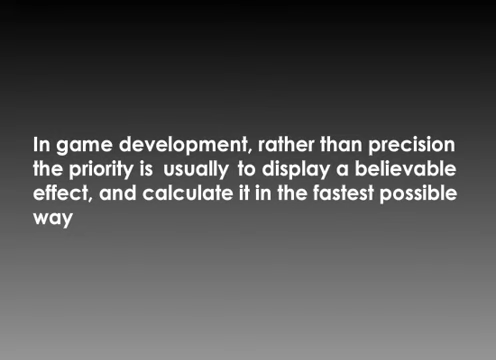 In game development, rather than precision
the priority is usually to display a believable
effect, and calculate it in the fastest possible
way